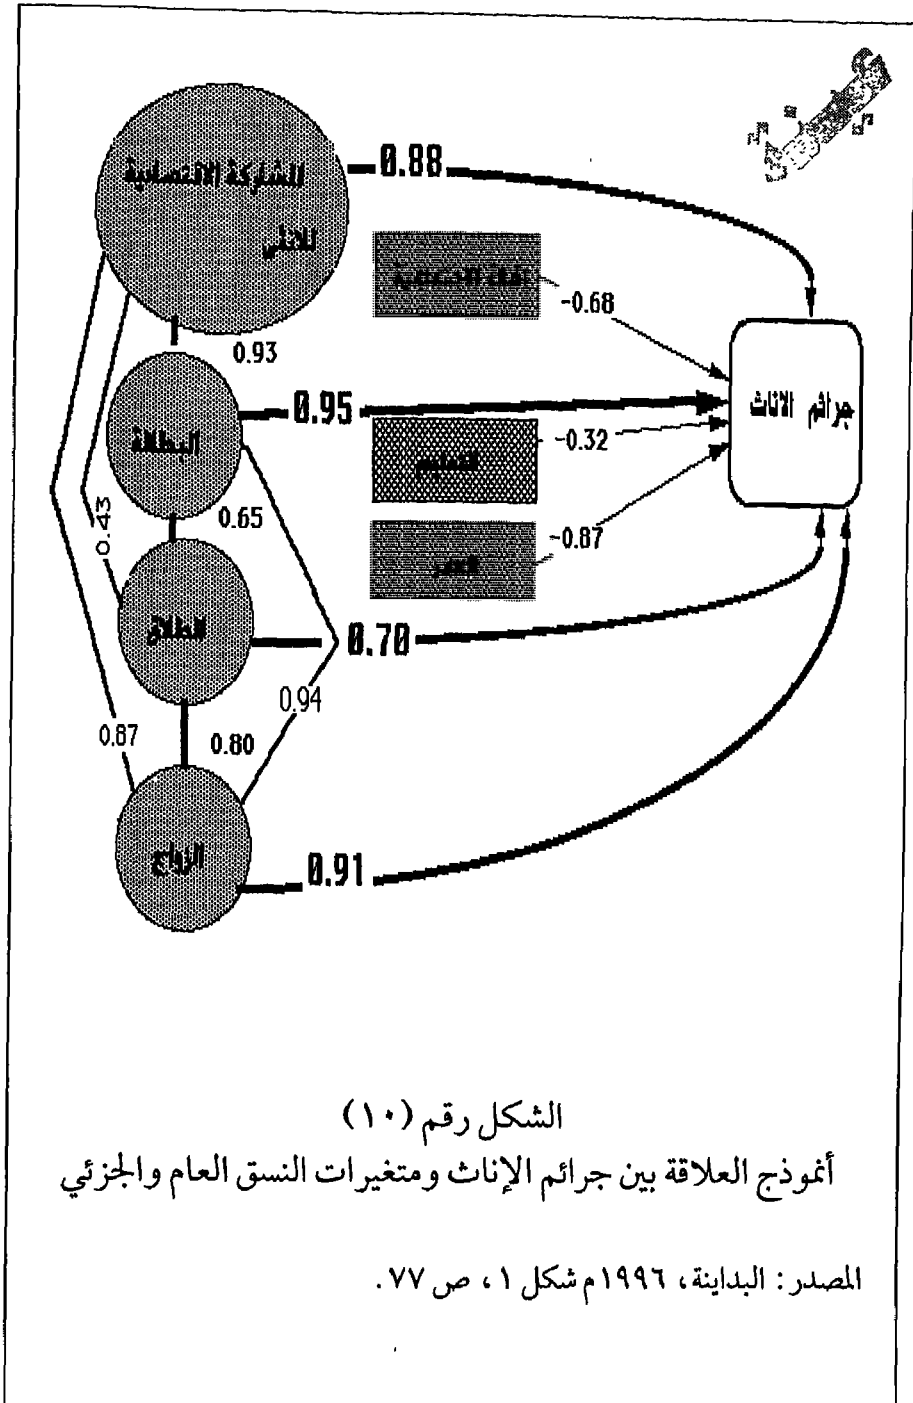 المشاركة الاقتصادية
للانثى
0.88
-0.68
0.93
جرائم الاناث
0.95
البطالة
-0.32
التعليم
0.65
0.43
-0.87
العمر
الطلاق
0.70
0.94
0.87
0.80
الزواج
0.91
الشكل رقم (١٠)
أنموذج العلاقة بين جرائم الإناث ومتغيرات النسق العام والجزئي
المصدر : البداينة، ١٩٩٦م شكل ١، ص ٧٧.